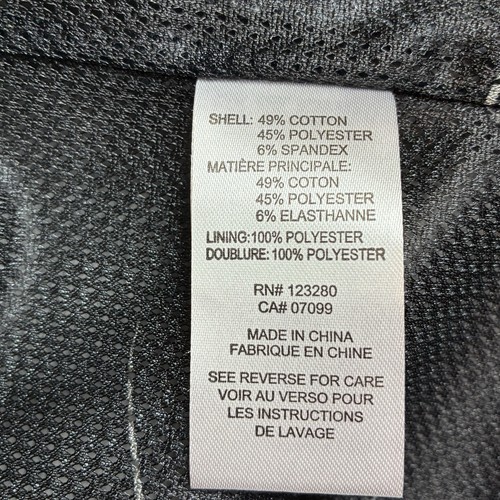 SHELL: 49% COTTON
45% POLYESTER
6% SPANDEX
MATIÈRE PRINCIPALE:
49% COTON
45% POLYESTER
6% ELASTHANNE
LINING:100% POLYESTER
DOUBLURE:100% POLYESTER
RN# 123280
CA# 07099
MADE IN CHINA
FABRIQUE EN CHINE
SEE REVERSE FOR CARE
VOIR AU VERSO POUR
LES INSTRUCTIONS
DE LAVAGE